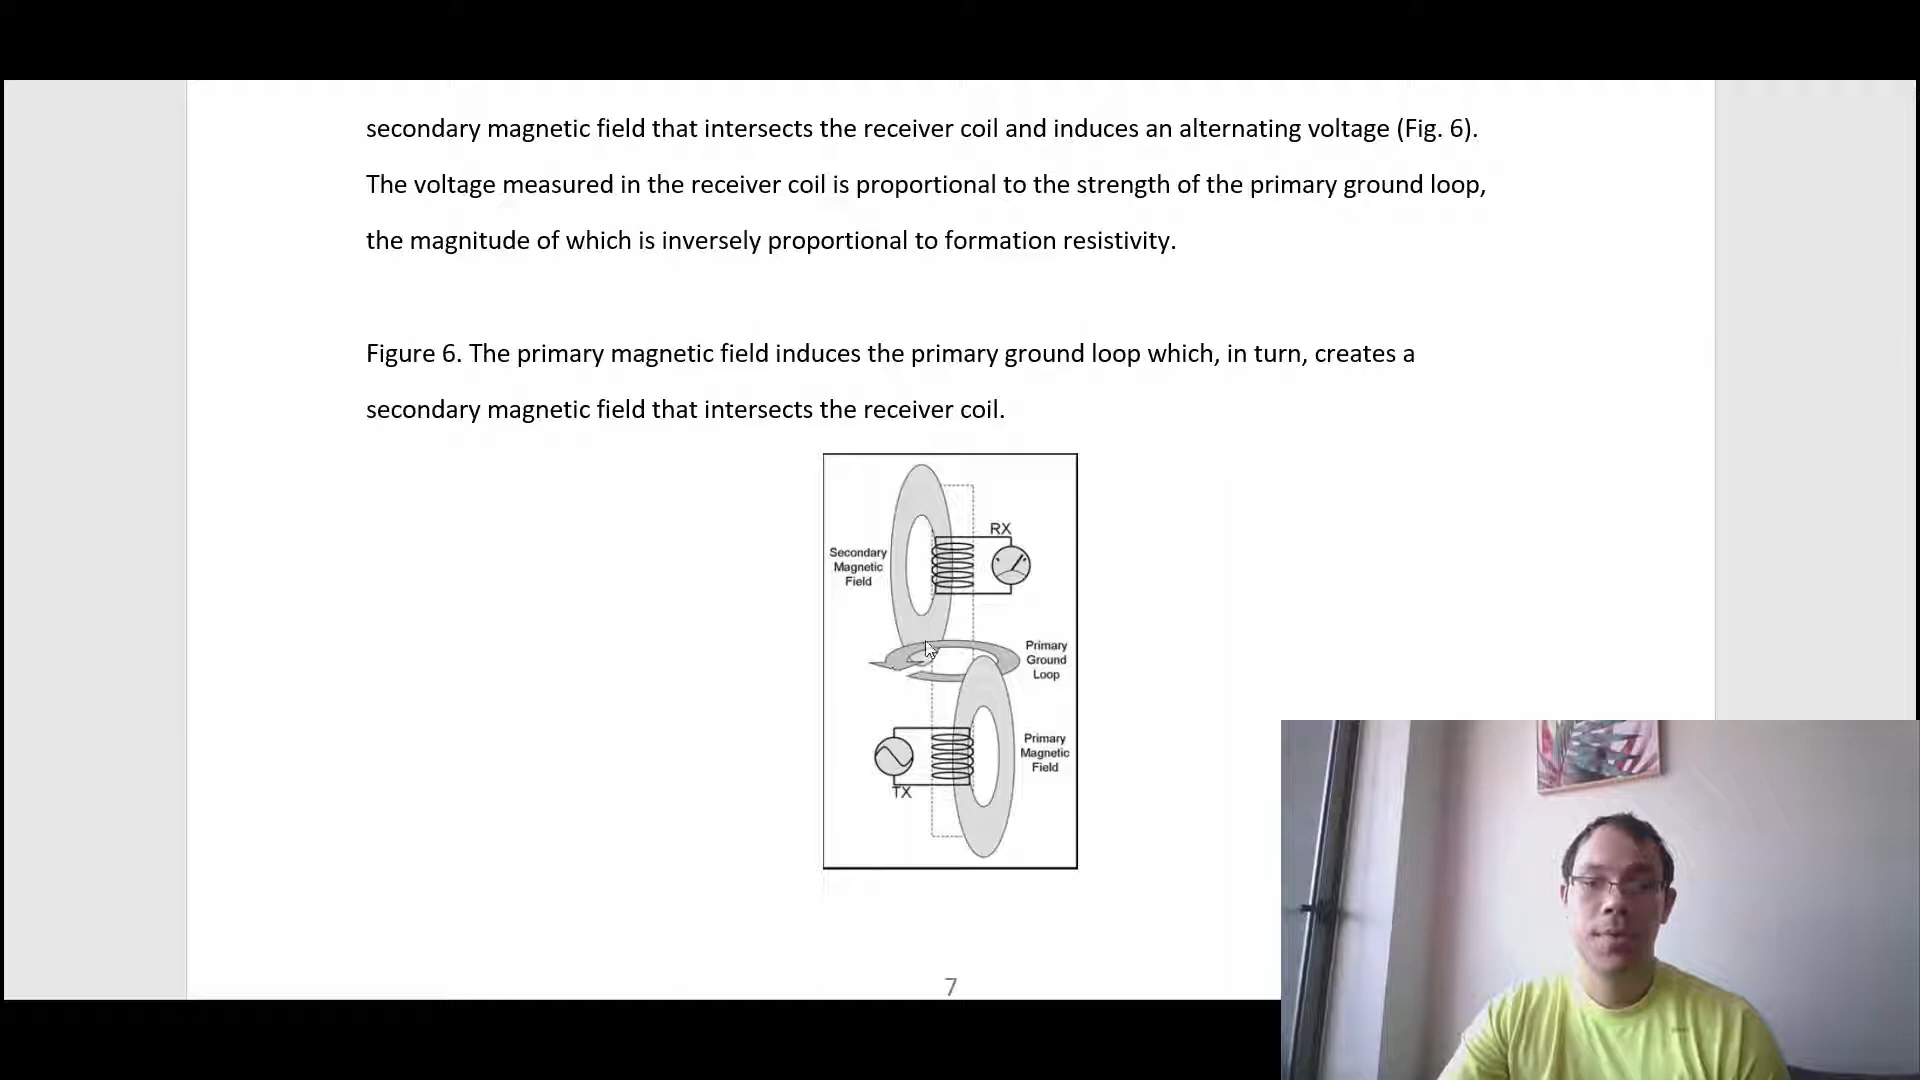 secondary magnetic field that intersects the receiver coil and induces an alternating voltage (Fig. 6).
The voltage measured in the receiver coil is proportional to the strength of the primary ground loop,
the magnitude of which is inversely proportional to formation resistivity.
Figure 6. The primary magnetic field induces the primary ground loop which, in turn, creates a
secondary magnetic field that intersects the receiver coil.
RX
Secondary
Magnetic
Field
Primary
Ground
Loop
Primary
Magnetic
Field
TX
7